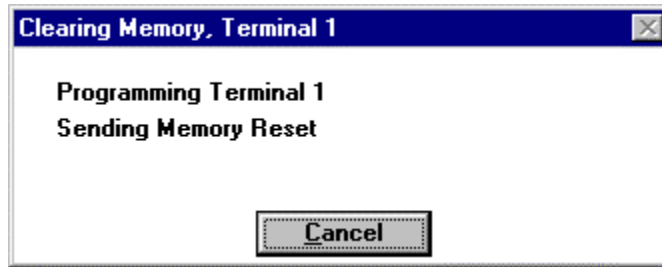 Clearing Memory, Terminal 1
Programming Terminal 1
Sending Memory Reset
Cancel